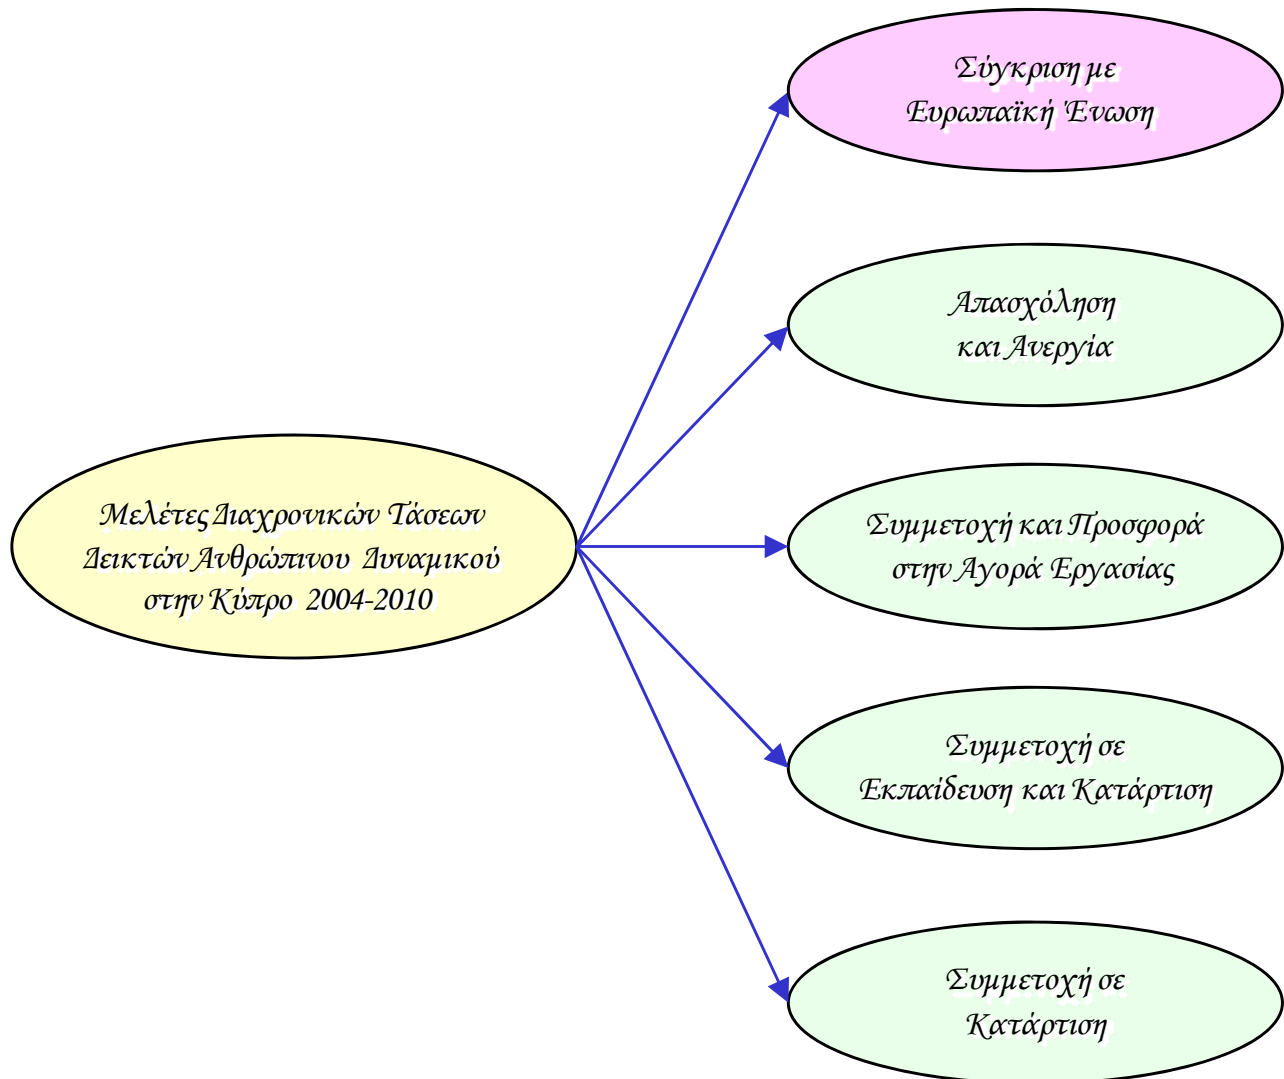 Σύγκριση με
Ευρωπαϊκή Ένωση
Απασχόληση
και Ανεργία
Μελέτες Διαχρονικών Τάσεων
Δεικτών Ανθρώπινου Δυναμικού
στην Κύπρο 2004-2010
Συμμετοχή και Προσφορά
στην Αγορά Εργασίας
Συμμετοχή σε
Εκπαίδευση και Κατάρτιση
Συμμετοχή σε
Κατάρτιση